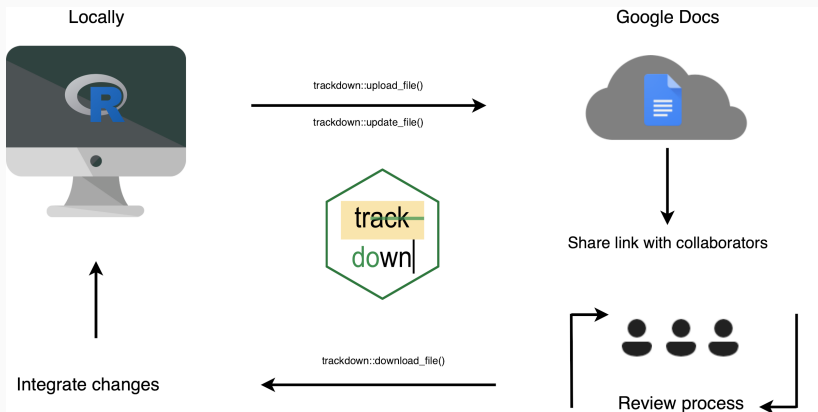 Locally
Google Docs
R
trackdown::upload_file()
trackdown::update_file()
track
down
Share link with collaborators
trackdown::download_file()
Integrate changes
Review process